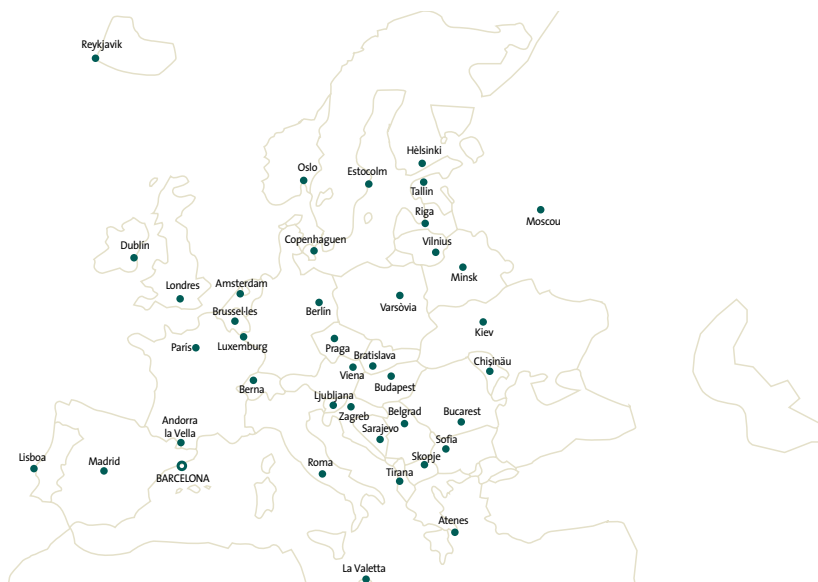 Reykjavik
Hèlsinki
Oslo
Estocolm
Tallin
Riga
Moscou
Copenhaguen
Vilnius
Dublín
Minsk
Londres
Amsterdam
Berlín
Varsòvia
Brussel·les
Kiev
París
Luxemburg
Praga
Bratislava
Chişinäu
Viena
Berna
Budapest
Ljubljana
Zagreb
Belgrad
Bucarest
Andorra
la Vella
Sarajevo
Sofia
Lisboa
Madrid
Roma
Skopje
Tirana
BARCELONA
Atenes
La Valetta